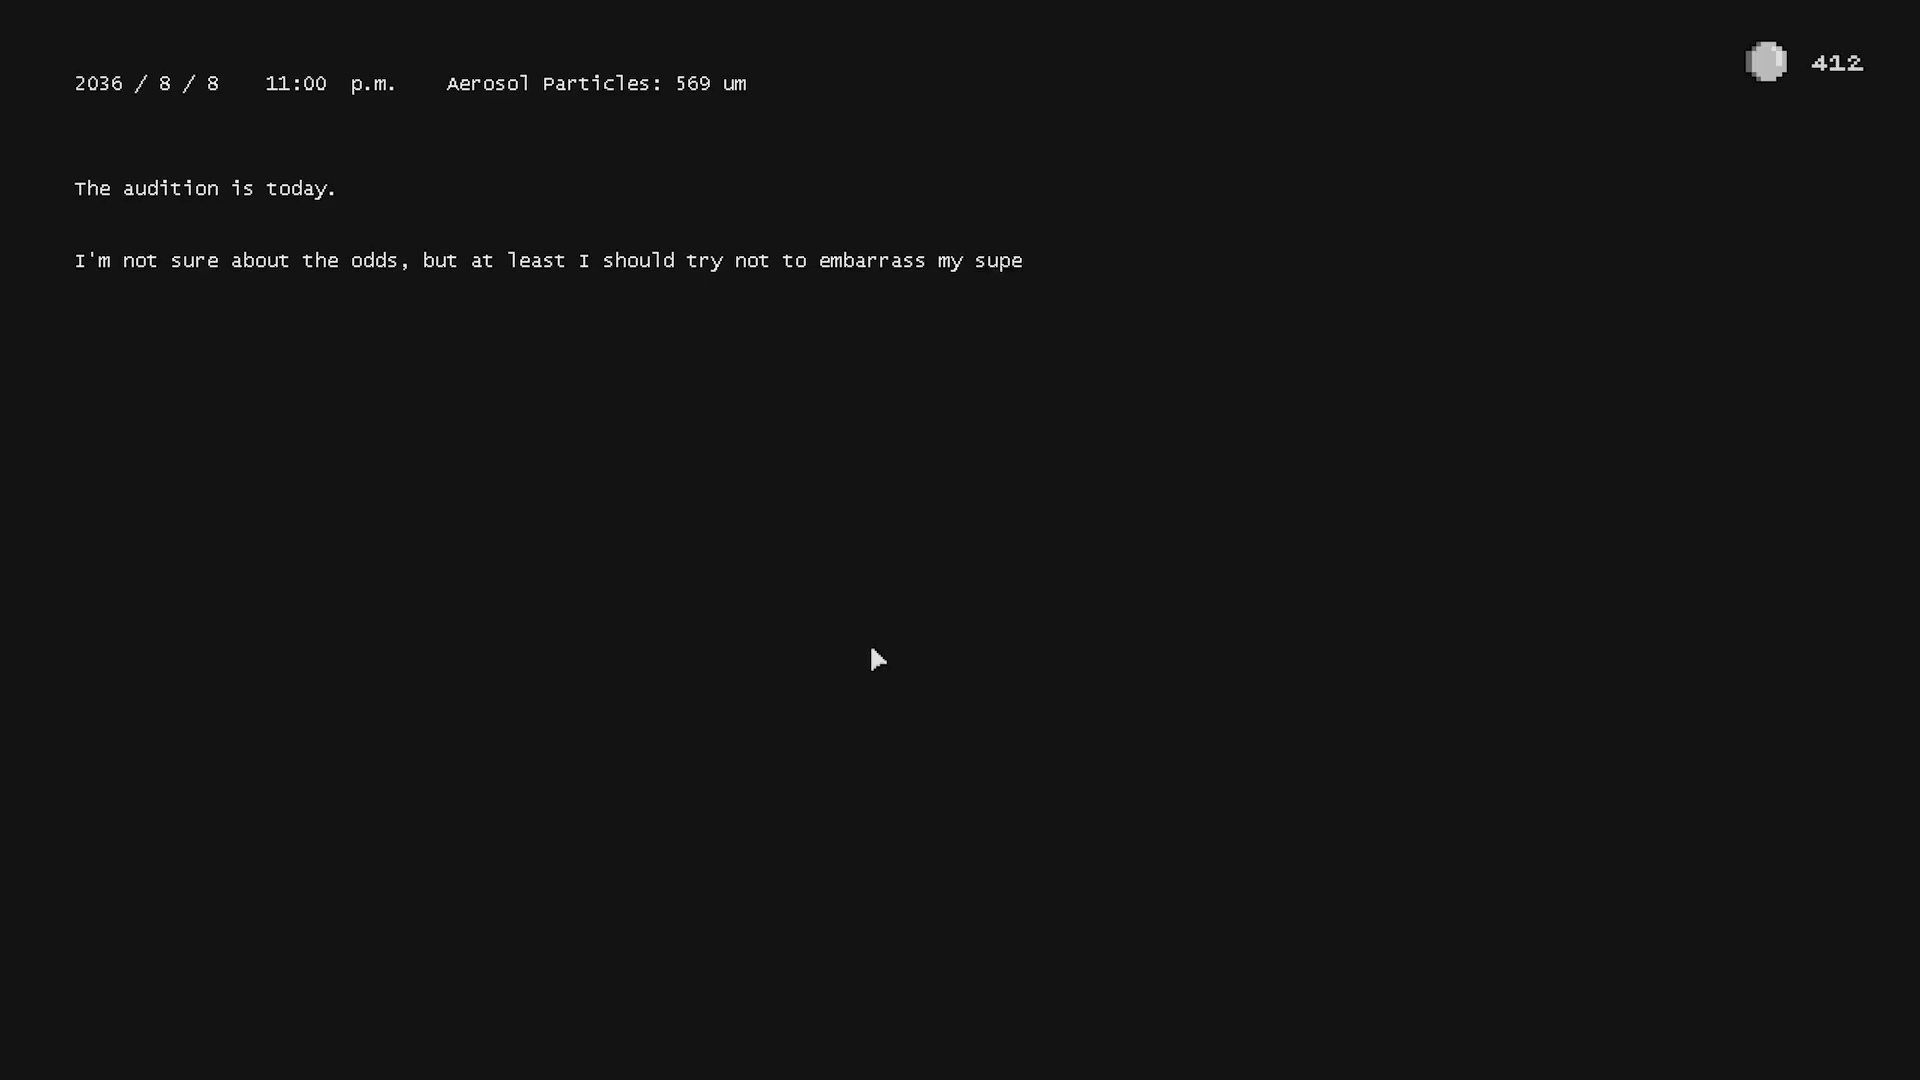 2036 / 8 / 8 11:00 p.m. Aerosol Particles: 569 um
412
The audition is today.
I'm not sure about the odds, but at least I should try not to embarrass my supe